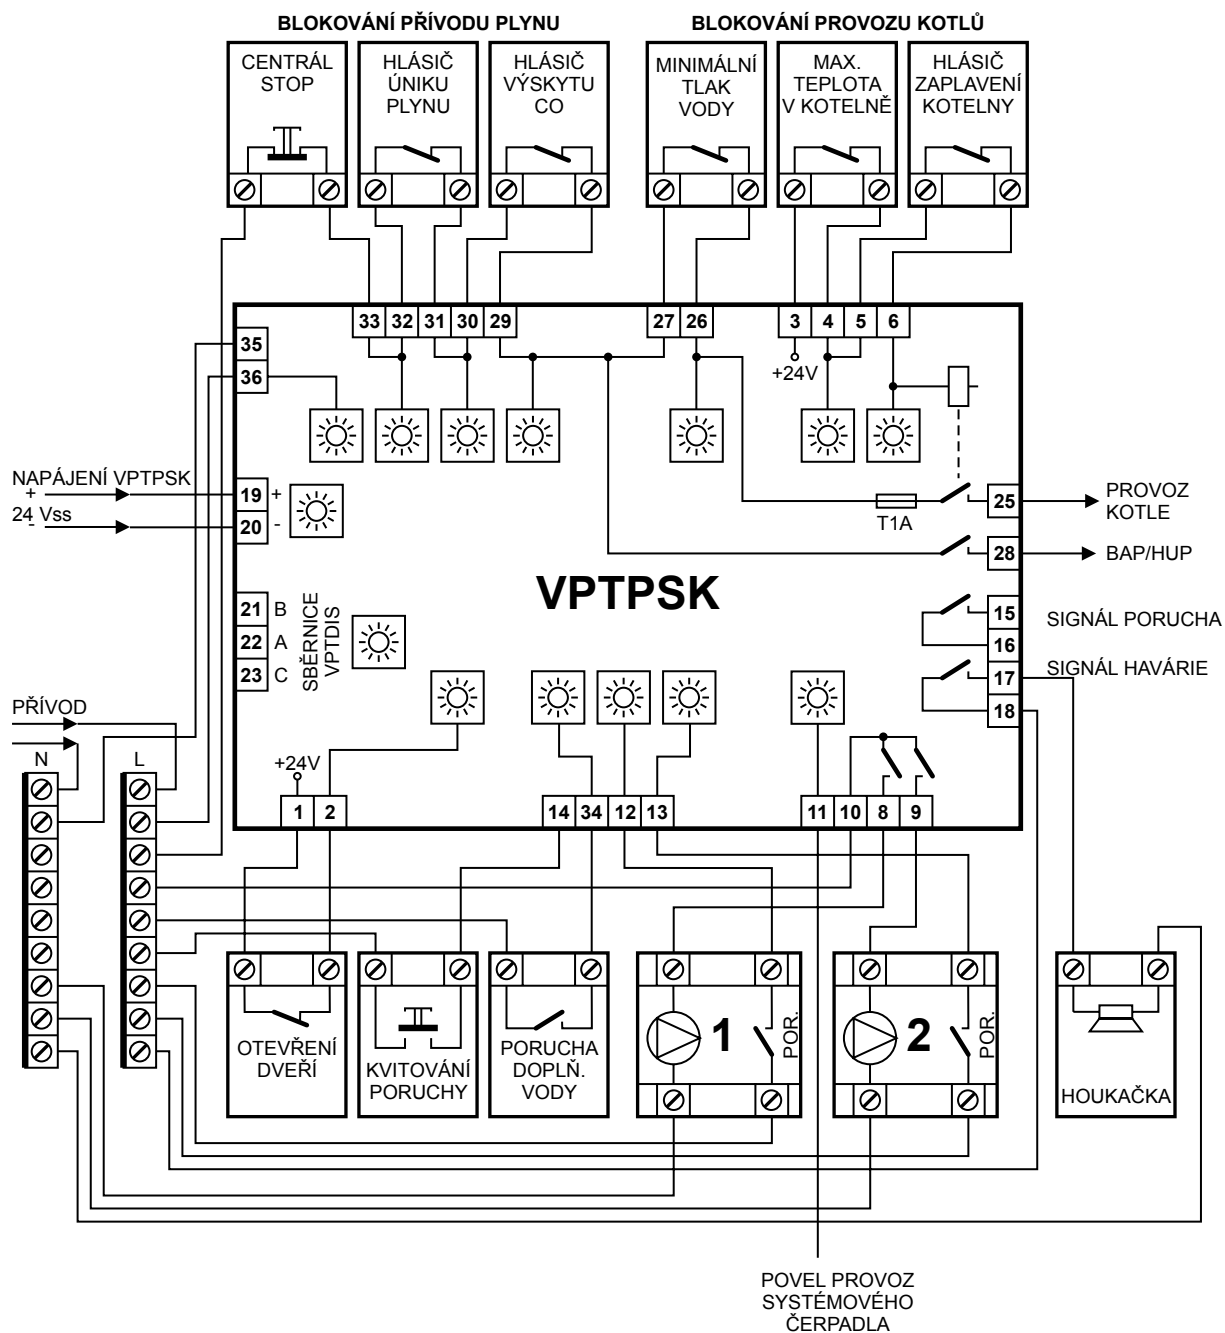 BLOKOVÁNÍ PŘÍVODU PLYNU
BLOKOVÁNÍ PROVOZU KOTLŮ
CENTRÁL
STOP
HLÁSIČ
ÚNIKU
PLYNU
HLÁSIČ
VÝSKYTU
CO
MINIMÁLNÍ
TLAK
VODY
MAX.
TEPLOTA
V KOTELNĚ
HLÁSIČ
ZAPLAVENÍ
KOTELNY
33 32 31 30 29 27 26 3 4 5 6
35
36
+24V
NAPÁJENÍ VPTPSK
+
24 Vss
-
19 +
20 -
T1A
25
PROVOZ
KOTLE
28
BAP/HUP
VPTPSK
21 B
22 A
23 C
SBĚRNICE
VPTDIS
15
16
SIGNÁL PORUCHA
17
18
SIGNÁL HAVÁRIE
PŘÍVOD
N L
+24V
1 2 14 34 12 13 11 10 8 9
OTEVŘENÍ
DVEŘÍ
KVITOVÁNÍ
PORUCHY
PORUCHA
DOPLŇ.
VODY
1
POR.
2
POR.
HOUKAČKA
POVEL PROVOZ
SYSTÉMOVÉHO
ČERPADLA